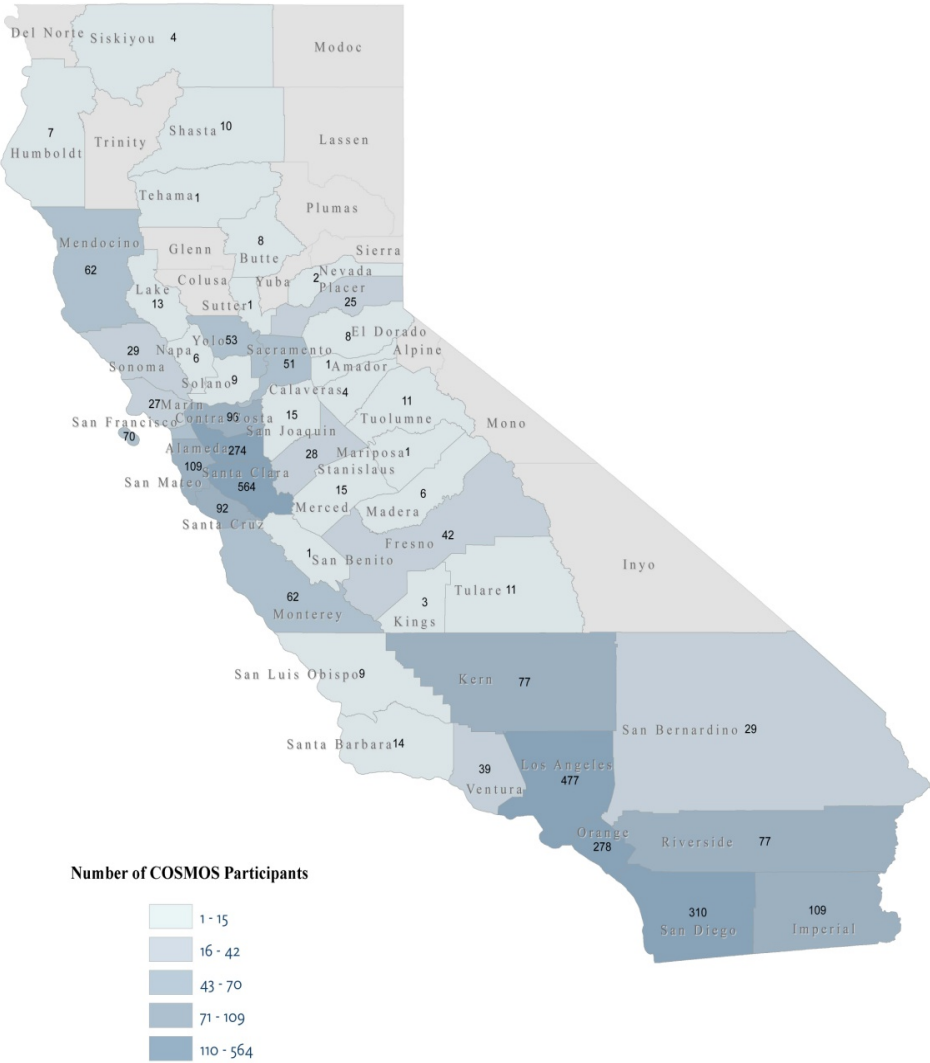 Del Norte
Siskiyou 4
Modoc
7
Humboldt
Trinity
Shasta 10
Lassen
Tehama 1
Plumas
Mendocino
62
Glenn
8
Butte
Sierra
Lake
13
Colusa
Sutter 1
Yuba
2 Nevada
Placer
25
29
Sonoma
Napa
6
Yolo 53
Sacramento
51
El Dorado
8
Alpine
Solano 9
1 Amador
Calaveras
4
27 Marin
San Francisco
70
Contra Costa
96
15
San Joaquin
11
Tuolumne
Mono
Alameda
274
28
Stanislaus
Mariposa 1
109
San Mateo
Santa Clara
564
15
Merced
6
Madera
92
Santa Cruz
1
San Benito
Fresno 42
Inyo
62
Monterey
3
Kings
Tulare 11
San Luis Obispo 9
Kern 77
San Bernardino 29
Santa Barbara 14
39
Ventura
Los Angeles
477
Orange
278
Riverside 77
310
San Diego
109
Imperial
Number of COSMOS Participants
1 - 15
16 - 42
43 - 70
71 - 109
110 - 564